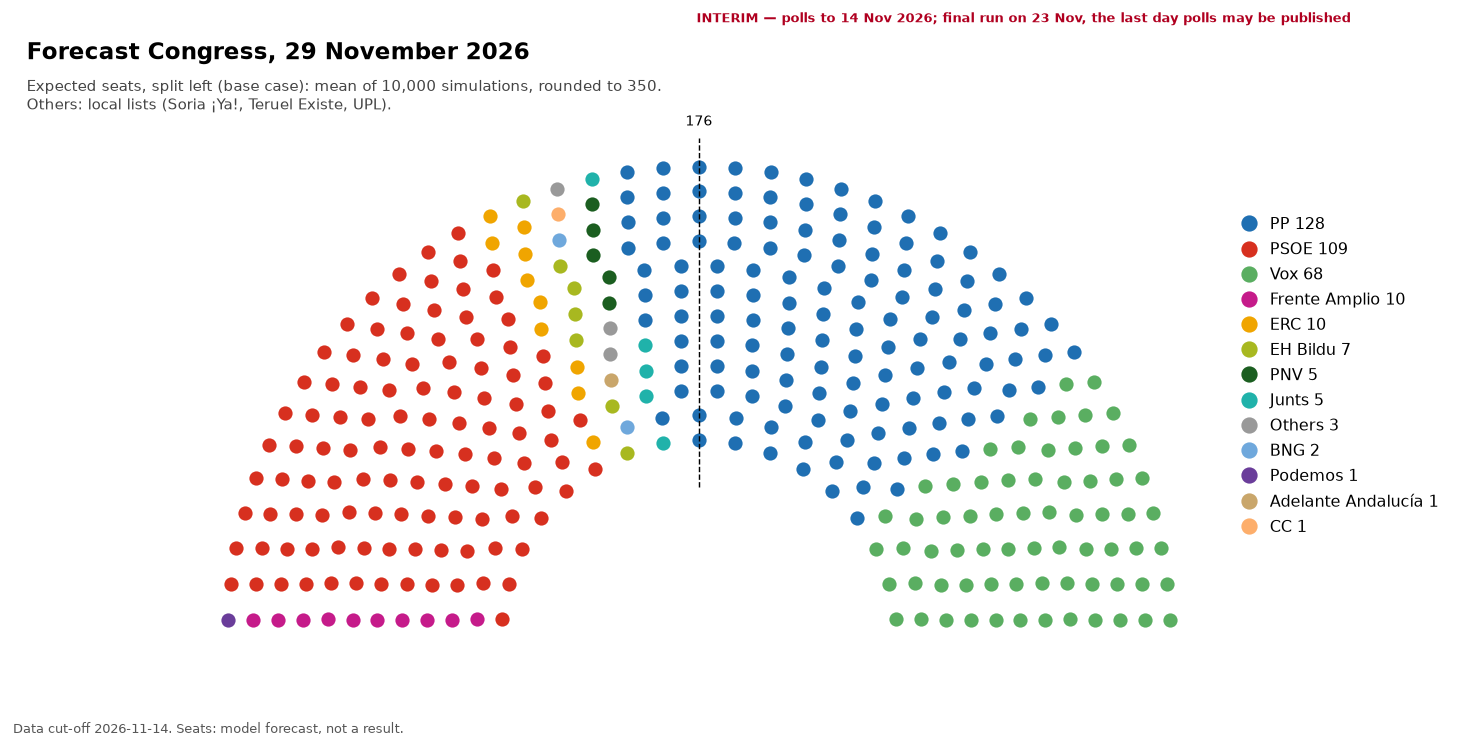 INTERIM — polls to 14 Nov 2026; final run on 23 Nov, the last day polls may be published
Forecast Congress, 29 November 2026
Expected seats, split left (base case): mean of 10,000 simulations, rounded to 350.
Others: local lists (Soria ¡Ya!, Teruel Existe, UPL).
176
PP 128
PSOE 109
Vox 68
Frente Amplio 10
ERC 10
EH Bildu 7
PNV 5
Junts 5
Others 3
BNG 2
Podemos 1
Adelante Andalucía 1
CC 1
Data cut-off 2026-11-14. Seats: model forecast, not a result.